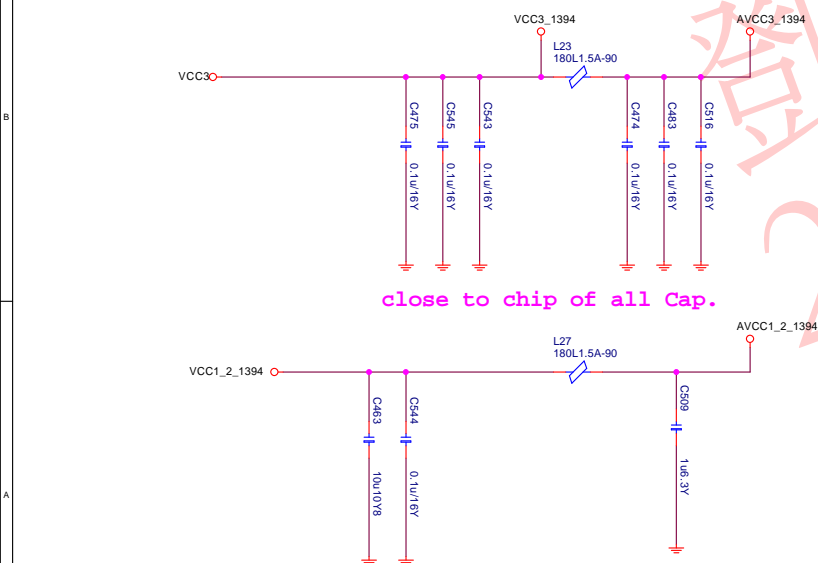 VCC3_1394
AVCC3_1394
L23
180L1.5A-90
VCC3
B
C475
C545
C543
C474
C483
C516
0.1u/16Y
0.1u/16Y
0.1u/16Y
0.1u/16Y
0.1u/16Y
0.1u/16Y
close to chip of all Cap.
AVCC1_2_1394
L27
180L1.5A-90
VCC1_2_1394
C463
C544
C509
10u10Y8
0.1u/16Y
1u6.3Y
A
登